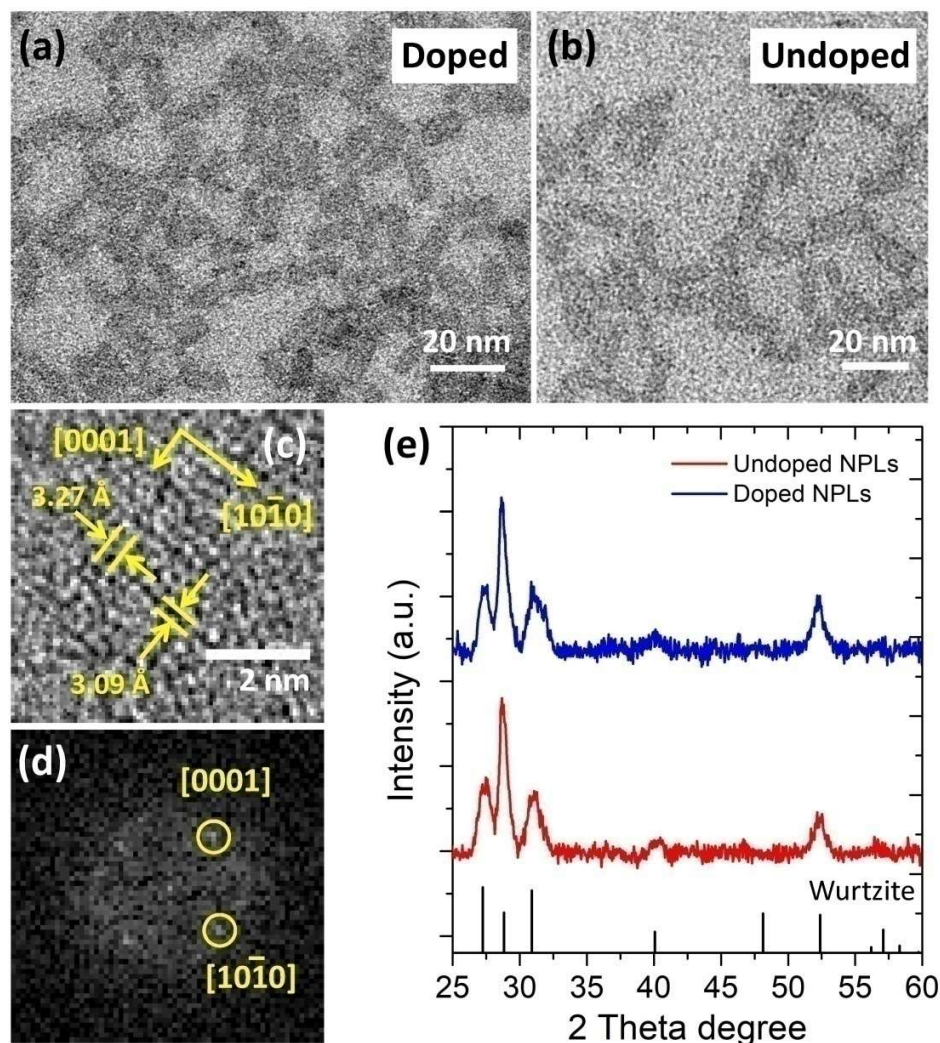 (a)
Doped
20 nm
(b)
Undoped
20 nm
(c)
[0001]
[101̄0]
3.27 Å
3.09 Å
2 nm
(d)
[0001]
[101̄0]
(e)
Undoped NPLs
Doped NPLs
Intensity (a.u.)
Wurtzite
25 30 35 40 45 50 55 60
2 Theta degree